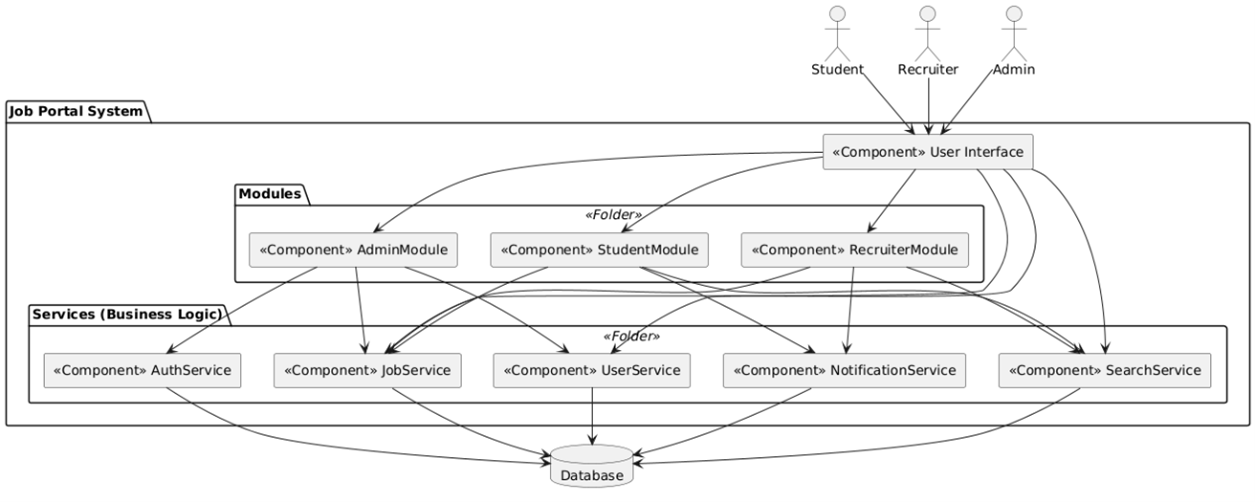 Student
Recruiter
Admin
Job Portal System
«Component» User Interface
Modules
«Folder»
«Component» AdminModule
«Component» StudentModule
«Component» RecruiterModule
Services (Business Logic)
«Folder»
«Component» AuthService
«Component» JobService
«Component» UserService
«Component» NotificationService
«Component» SearchService
Database